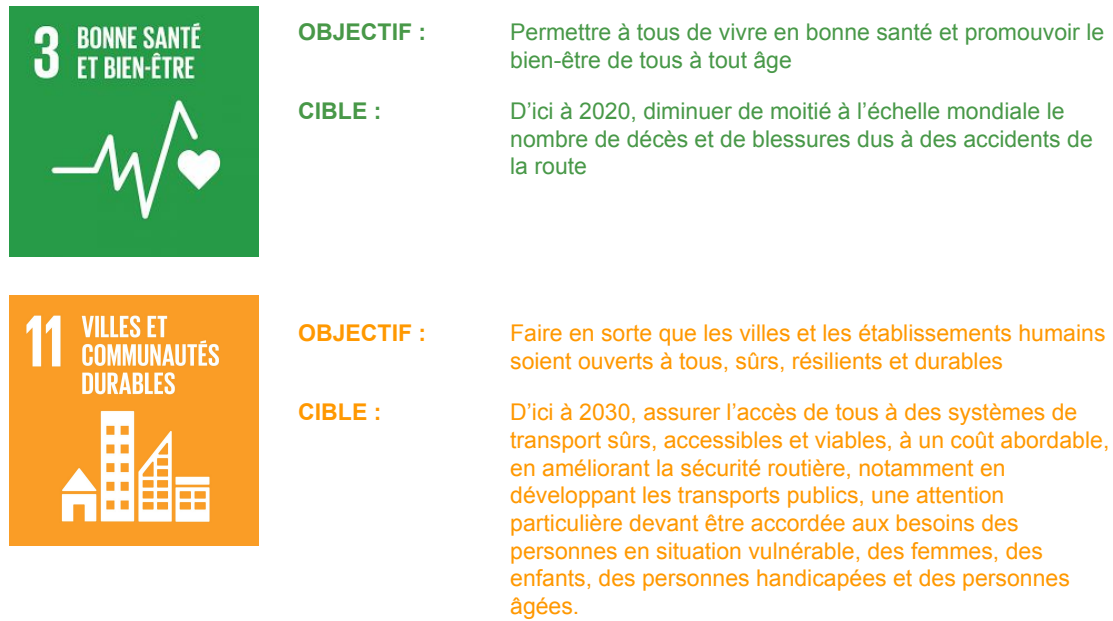 3 BONNE SANTÉ
ET BIEN-ÊTRE
OBJECTIF :
Permettre à tous de vivre en bonne santé et promouvoir le
bien-être de tous à tout âge
CIBLE :
D’ici à 2020, diminuer de moitié à l’échelle mondiale le
nombre de décès et de blessures dus à des accidents de
la route
11 VILLES ET
COMMUNAUTÉS
DURABLES
OBJECTIF :
Faire en sorte que les villes et les établissements humains
soient ouverts à tous, sûrs, résilients et durables
CIBLE :
D’ici à 2030, assurer l’accès de tous à des systèmes de
transport sûrs, accessibles et viables, à un coût abordable,
en améliorant la sécurité routière, notamment en
développant les transports publics, une attention
particulière devant être accordée aux besoins des
personnes en situation vulnérable, des femmes, des
enfants, des personnes handicapées et des personnes
âgées.